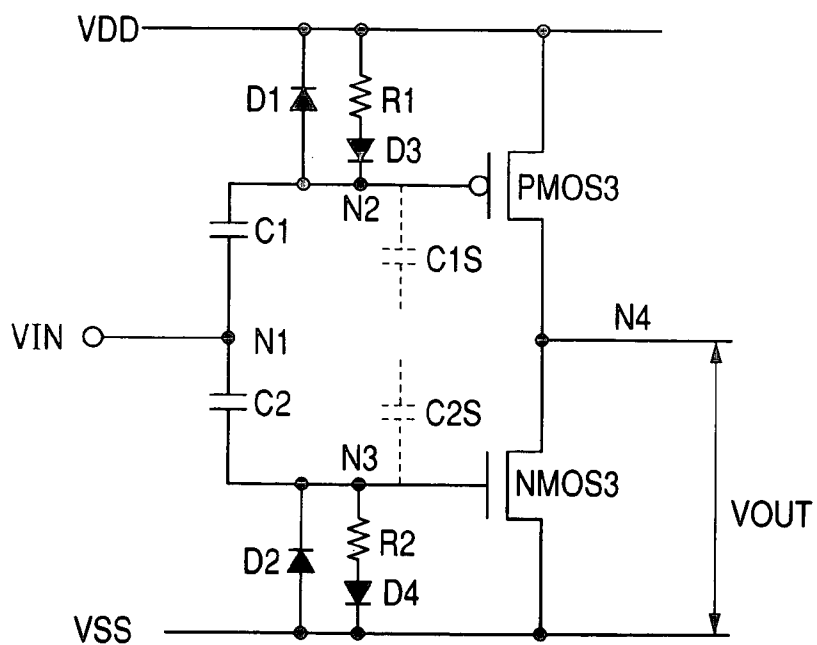 VDD
D1
R1
D3
N2
PMOS3
C1
C1S
VIN
N1
N4
C2
C2S
N3
NMOS3
D2
R2
D4
VOUT
VSS